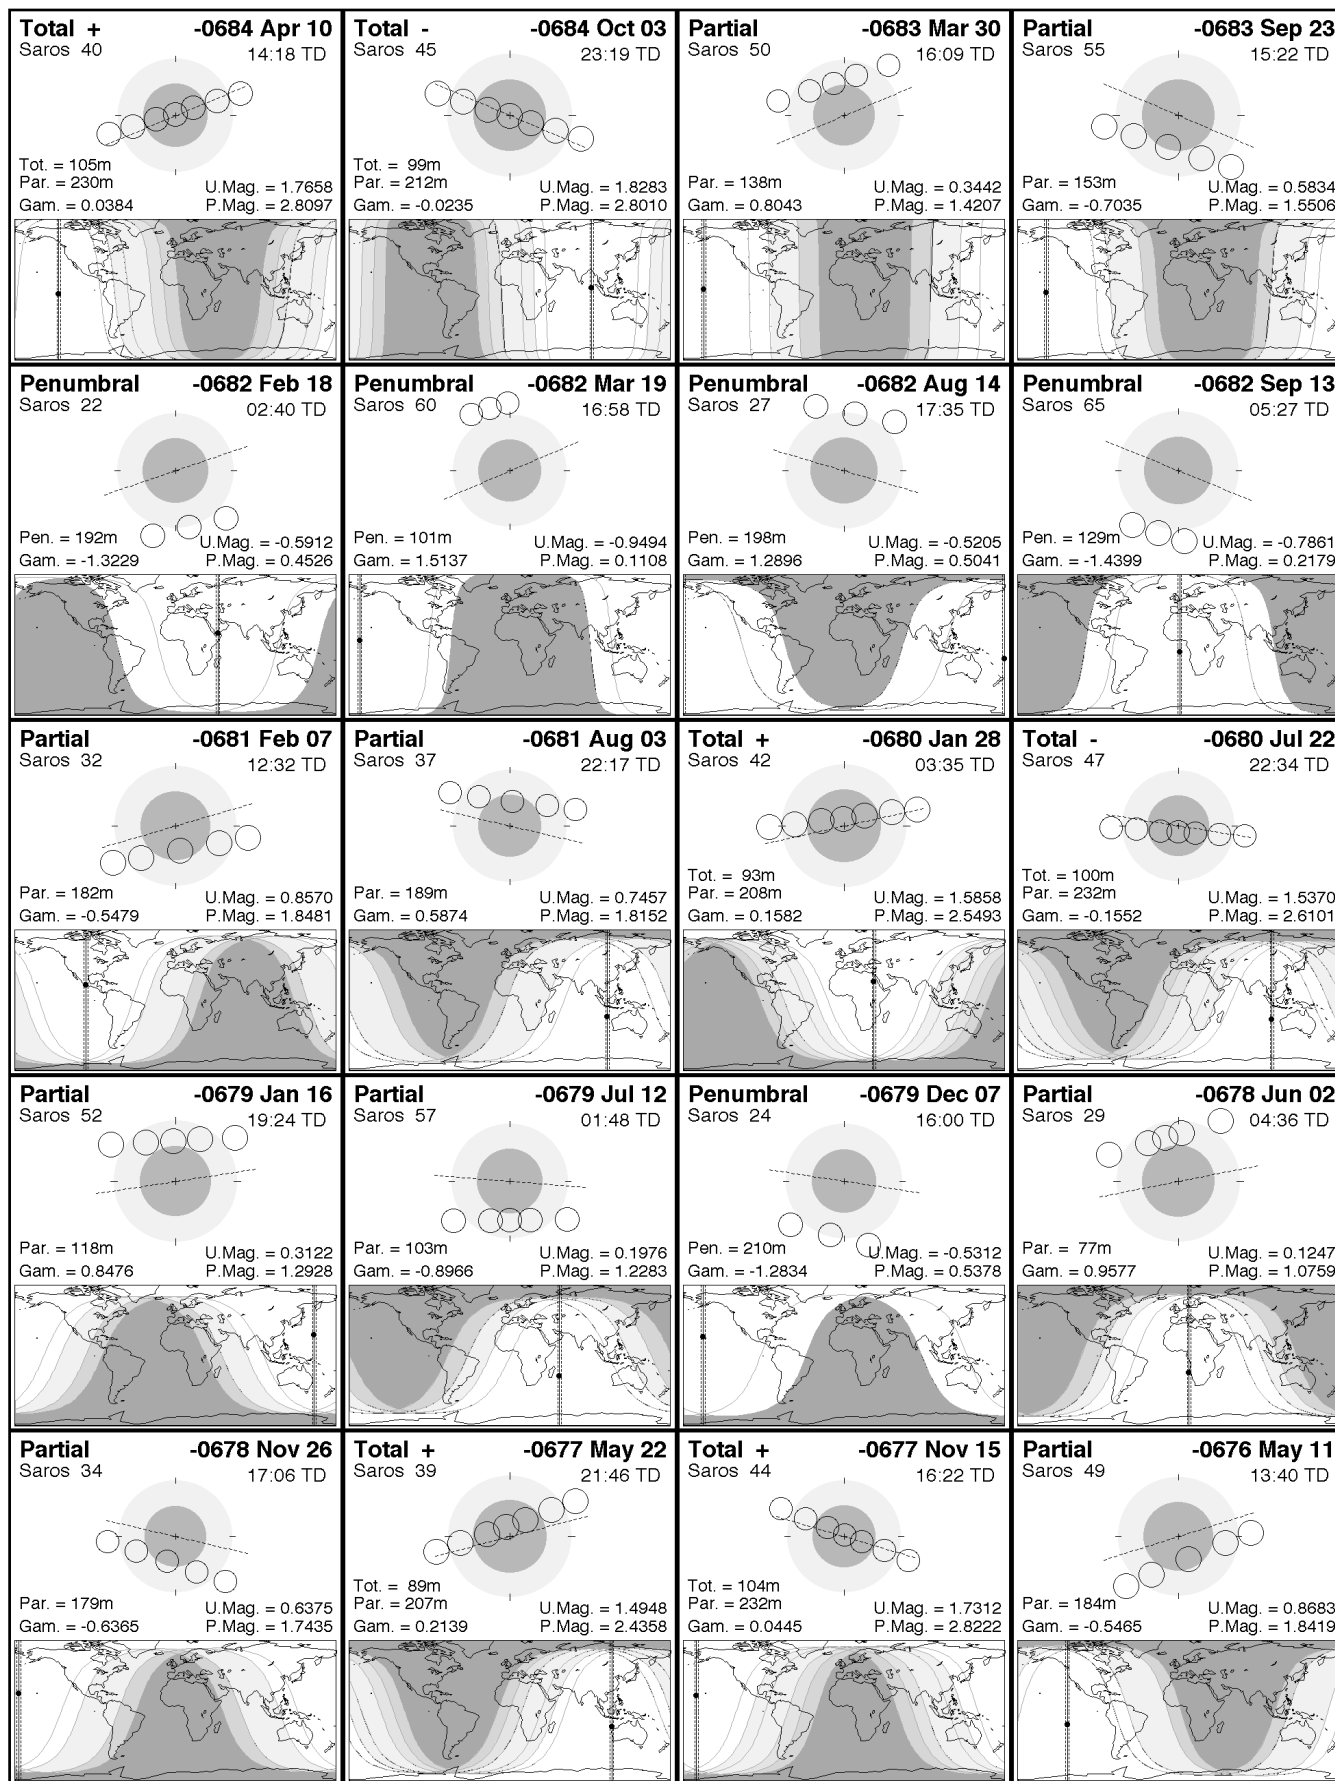 Total + -0684 Apr 10
Saros 40 14:18 TD
Tot. = 105m
Par. = 230m U.Mag. = 1.7658
Gam. = 0.0384 P.Mag. = 2.8097
Total - -0684 Oct 03
Saros 45 23:19 TD
Tot. = 99m
Par. = 212m U.Mag. = 1.8283
Gam. = -0.0235 P.Mag. = 2.8010
Partial -0683 Mar 30
Saros 50 16:09 TD
Par. = 138m U.Mag. = 0.3442
Gam. = 0.8043 P.Mag. = 1.4207
Partial -0683 Sep 23
Saros 55 15:22 TD
Par. = 153m U.Mag. = 0.5834
Gam. = -0.7035 P.Mag. = 1.5506
Penumbral -0682 Feb 18
Saros 22 02:40 TD
Pen. = 192m U.Mag. = -0.5912
Gam. = -1.3229 P.Mag. = 0.4526
Penumbral -0682 Mar 19
Saros 60 16:58 TD
Pen. = 101m U.Mag. = -0.9494
Gam. = 1.5137 P.Mag. = 0.1108
Penumbral -0682 Aug 14
Saros 27 17:35 TD
Pen. = 198m U.Mag. = -0.5205
Gam. = 1.2896 P.Mag. = 0.5041
Penumbral -0682 Sep 13
Saros 65 05:27 TD
Pen. = 129m U.Mag. = -0.7861
Gam. = -1.4399 P.Mag. = 0.2179
Partial -0681 Feb 07
Saros 32 12:32 TD
Par. = 182m U.Mag. = 0.8570
Gam. = -0.5479 P.Mag. = 1.8481
Partial -0681 Aug 03
Saros 37 22:17 TD
Par. = 189m U.Mag. = 0.7457
Gam. = 0.5874 P.Mag. = 1.8152
Total + -0680 Jan 28
Saros 42 03:35 TD
Tot. = 93m
Par. = 208m U.Mag. = 1.5858
Gam. = 0.1582 P.Mag. = 2.5493
Total - -0680 Jul 22
Saros 47 22:34 TD
Tot. = 100m
Par. = 232m U.Mag. = 1.5370
Gam. = -0.1552 P.Mag. = 2.6101
Partial -0679 Jan 16
Saros 52 19:24 TD
Par. = 118m U.Mag. = 0.3122
Gam. = 0.8476 P.Mag. = 1.2928
Partial -0679 Jul 12
Saros 57 01:48 TD
Par. = 103m U.Mag. = 0.1976
Gam. = -0.8966 P.Mag. = 1.2283
Penumbral -0679 Dec 07
Saros 24 16:00 TD
Pen. = 210m U.Mag. = -0.5312
Gam. = -1.2834 P.Mag. = 0.5378
Partial -0678 Jun 02
Saros 29 04:36 TD
Par. = 77m U.Mag. = 0.1247
Gam. = 0.9577 P.Mag. = 1.0759
Partial -0678 Nov 26
Saros 34 17:06 TD
Par. = 179m U.Mag. = 0.6375
Gam. = -0.6365 P.Mag. = 1.7435
Total + -0677 May 22
Saros 39 21:46 TD
Tot. = 89m
Par. = 207m U.Mag. = 1.4948
Gam. = 0.2139 P.Mag. = 2.4358
Total + -0677 Nov 15
Saros 44 16:22 TD
Tot. = 104m
Par. = 232m U.Mag. = 1.7312
Gam. = 0.0445 P.Mag. = 2.8222
Partial -0676 May 11
Saros 49 13:40 TD
Par. = 184m U.Mag. = 0.8683
Gam. = -0.5465 P.Mag. = 1.8419